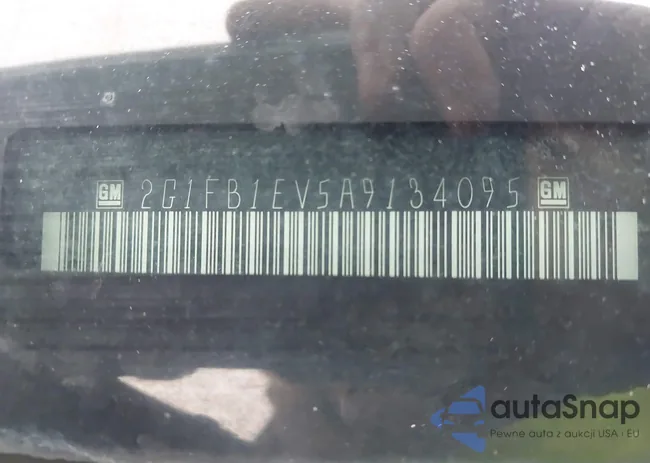 GM 2G1FB1EV5A9134095 GM
autaSnap
Pewne auta z aukcji USA i EU